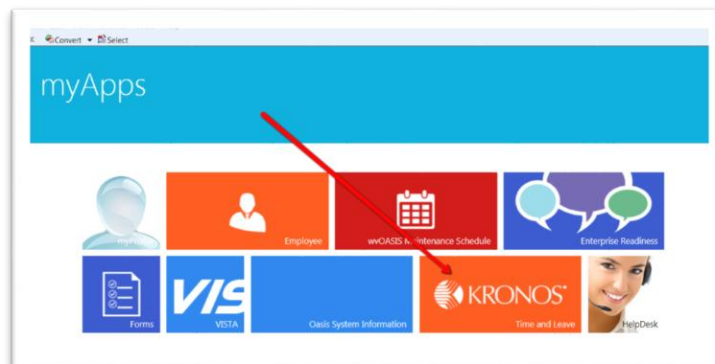 Convert ▾ Select
myApps
Employee
wvOASIS Maintenance Schedule
Enterprise Readiness
Forms
VIS
VISTA
Oasis System Information
KRONOS
Time and Leave
HelpDesk